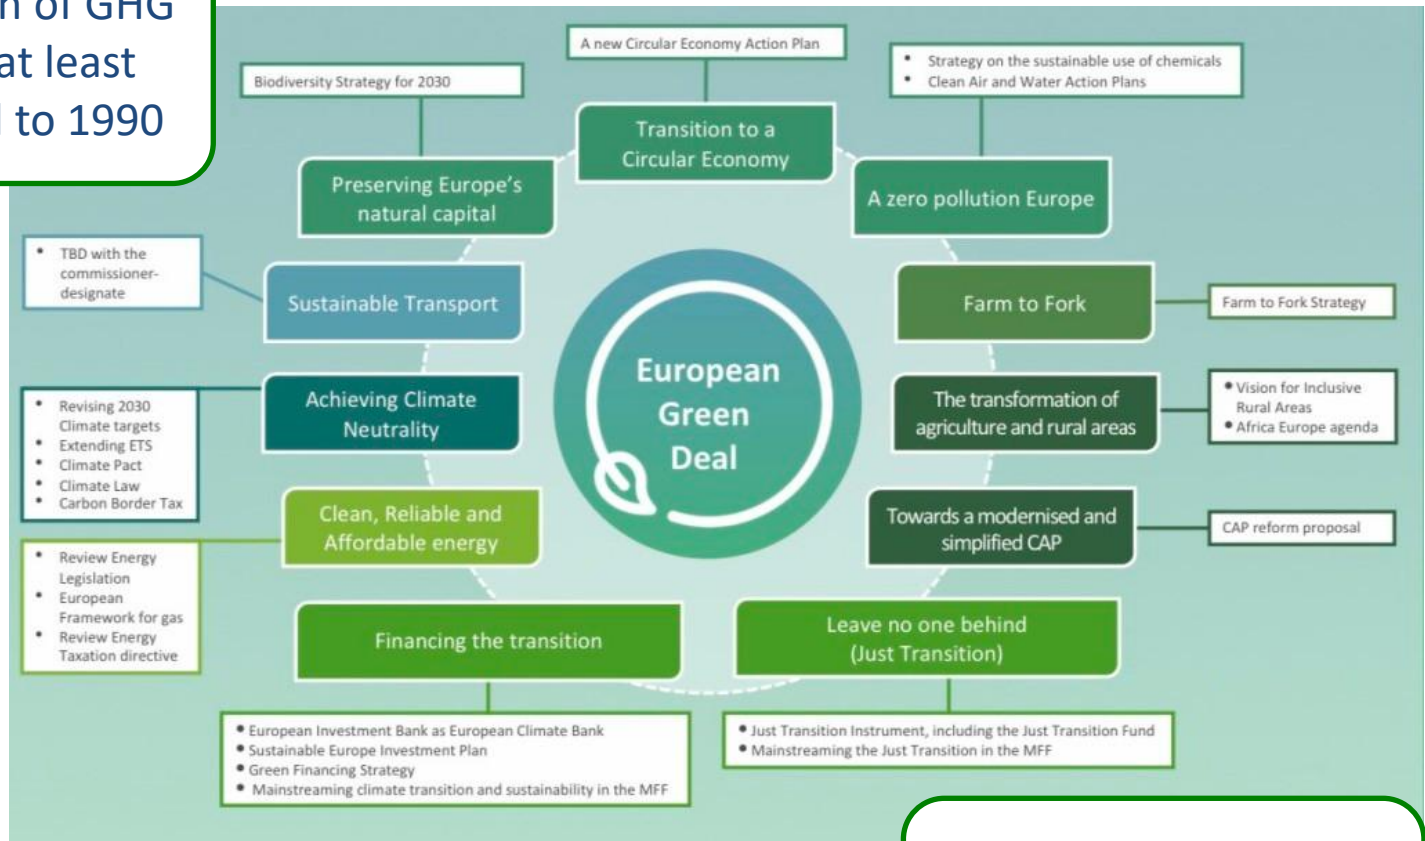 n of GHG
at least
l to 1990
A new Circular Economy Action Plan
Biodiversity Strategy for 2030
• Strategy on the sustainable use of chemicals
• Clean Air and Water Action Plans
Transition to a
Circular Economy
Preserving Europe's
natural capital
A zero pollution Europe
• TBD with the
commissioner-
designate
Sustainable Transport
Farm to Fork
Farm to Fork Strategy
European
Green
Deal
• Revising 2030
Climate targets
• Extending ETS
• Climate Pact
• Climate Law
• Carbon Border Tax
Achieving Climate
Neutrality
The transformation of
agriculture and rural areas
• Vision for Inclusive
Rural Areas
• Africa Europe agenda
• Review Energy
Legislation
• European
Framework for gas
• Review Energy
Taxation directive
Clean, Reliable and
Affordable energy
Towards a modernised and
simplified CAP
CAP reform proposal
Financing the transition
Leave no one behind
(Just Transition)
• European Investment Bank as European Climate Bank
• Sustainable Europe Investment Plan
• Green Financing Strategy
• Mainstreaming climate transition and sustainability in the MFF
• Just Transition Instrument, including the Just Transition Fund
• Mainstreaming the Just Transition in the MFF